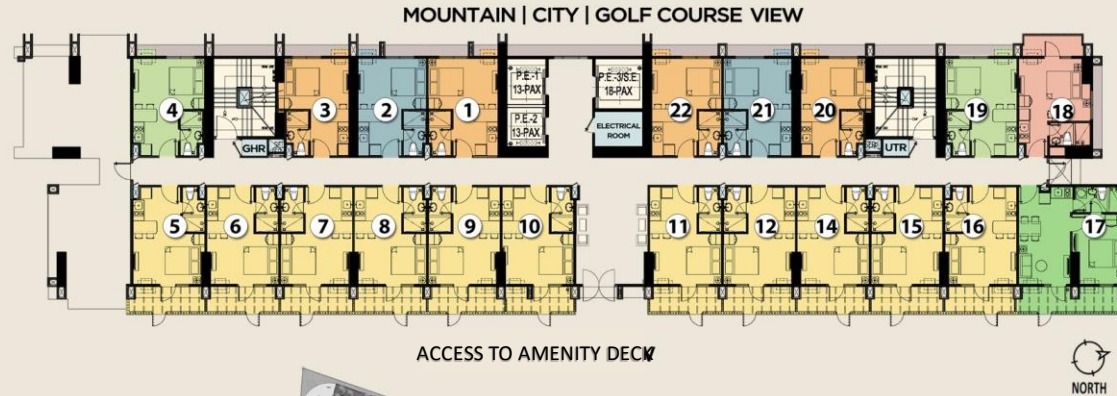 MOUNTAIN | CITY | GOLF COURSE VIEW
P.E.-1
13-PAX
P.E.-3/S.E.
18-PAX
4
3
2
1
22
21
20
19
18
P.E.-2
13-PAX
ELECTRICAL
ROOM
GHR
UTR
5
6
7
8
9
10
11
12
14
15
16
17
ACCESS TO AMENITY DECK
NORTH